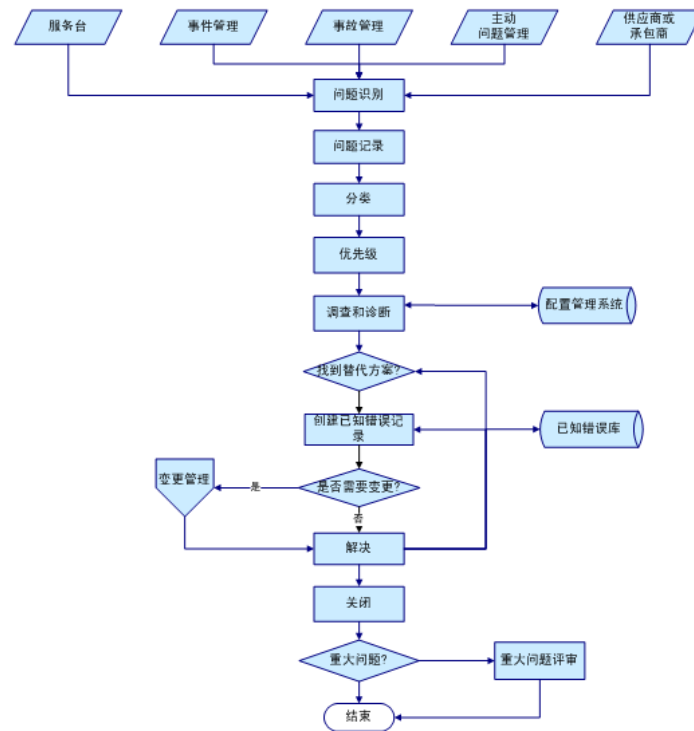 服务台
事件管理
事故管理
主动
问题管理
供应商或
承包商
问题识别
问题记录
分类
优先级
调查和诊断
配置管理系统
找到替代方案?
创建已知错误记
录
已知错误库
变更管理
是
是否需要变更?
否
解决
关闭
重大问题?
重大问题评审
结束